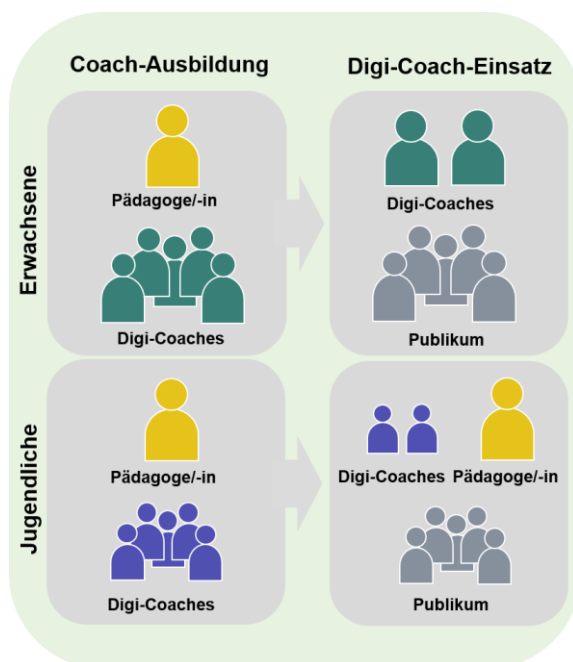 Coach-Ausbildung
Digi-Coach-Einsatz
Erwachsene
Pädagoge/-in
Digi-Coaches
Digi-Coaches
Publikum
Jugendliche
Pädagoge/-in
Digi-Coaches
Digi-Coaches Pädagoge/-in
Publikum